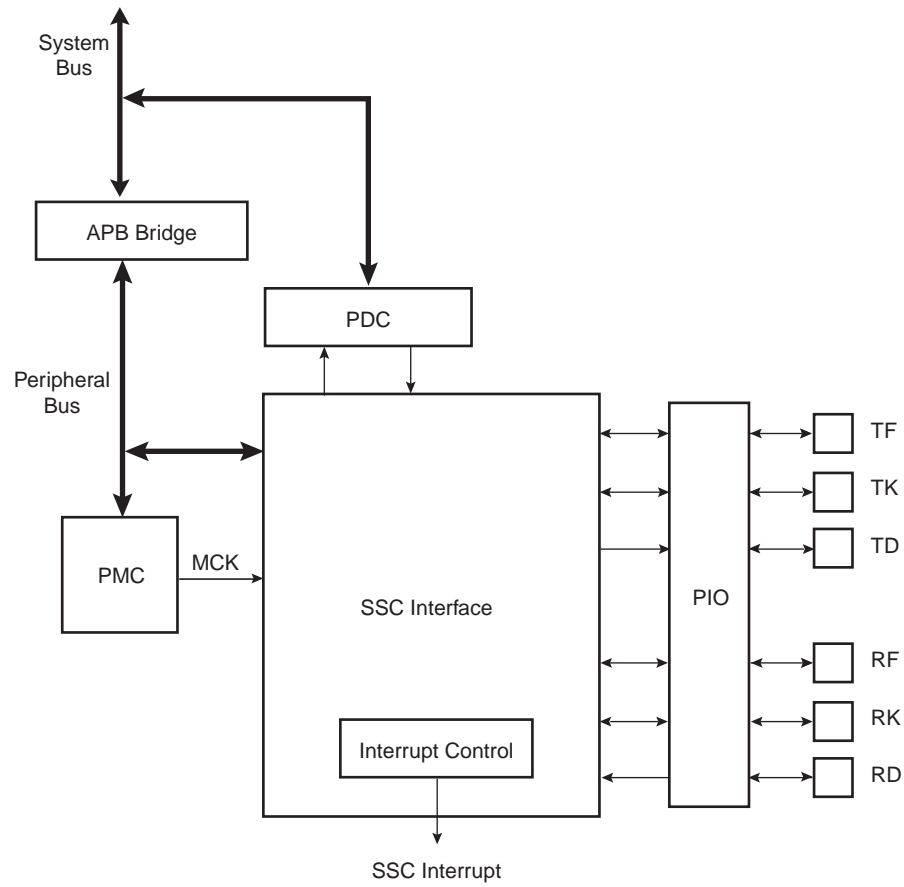 System
Bus
APB Bridge
PDC
Peripheral
Bus
PMC
MCK
SSC Interface
Interrupt Control
SSC Interrupt
PIO
TF
TK
TD
RF
RK
RD